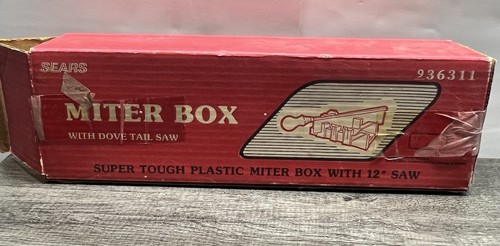 SEARS
936311
MITER BOX
WITH DOVE TAIL SAW
SUPER TOUGH PLASTIC MITER BOX WITH 12" SAW